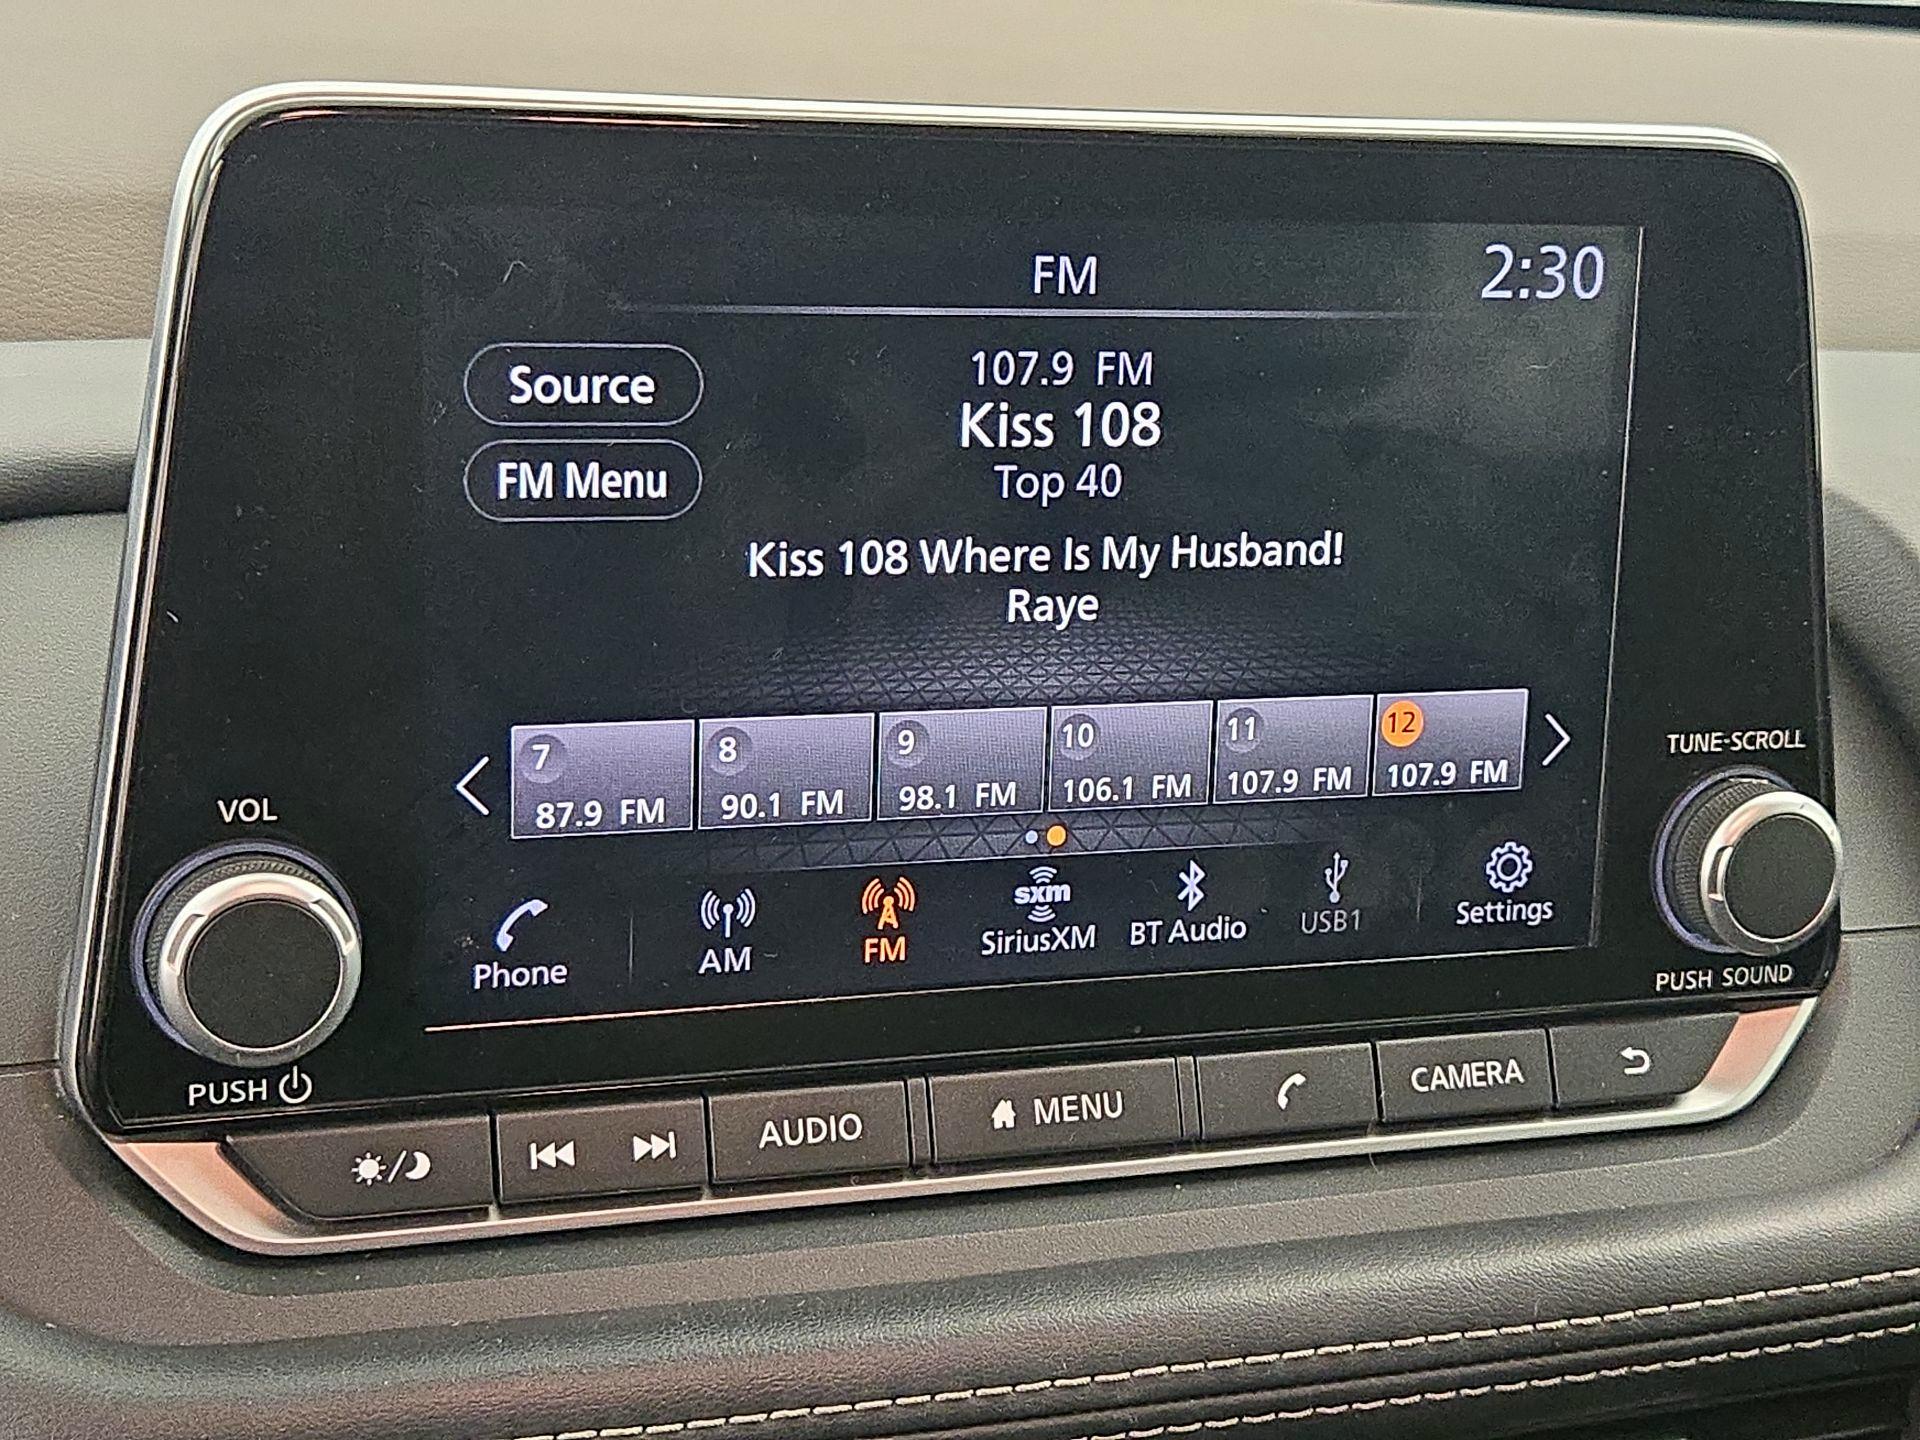 FM
2:30
Source
107.9 FM
Kiss 108
FM Menu
Top 40
Kiss 108 Where Is My Husband!
Raye
7
87.9 FM
8
90.1 FM
9
98.1 FM
10
106.1 FM
11
107.9 FM
12
107.9 FM
Phone
AM
FM
sxm
SiriusXM
BT Audio
USB1
Settings
VOL
PUSH
TUNE-SCROLL
PUSH SOUND
AUDIO
MENU
CAMERA